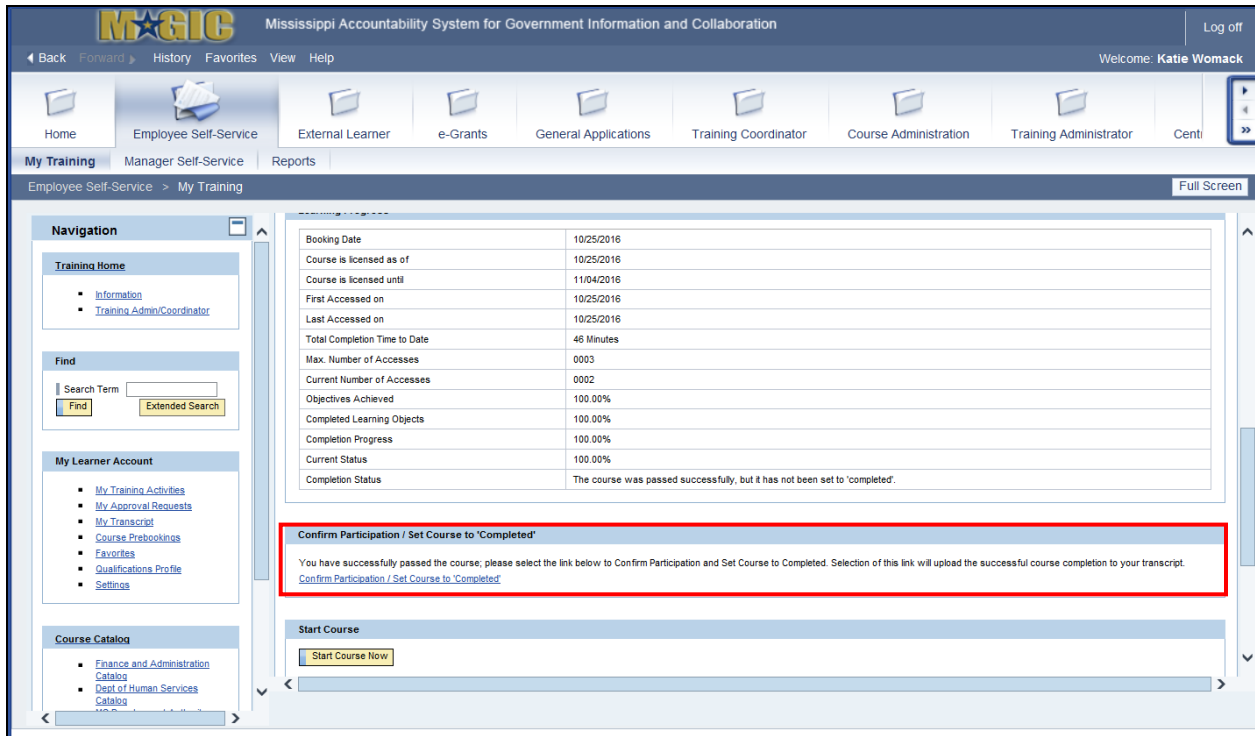 MAGIC
Mississippi Accountability System for Government Information and Collaboration
Log off
Back Forward History Favorites View Help
Welcome: Katie Womack
Home
Employee Self-Service
External Learner
e-Grants
General Applications
Training Coordinator
Course Administration
Training Administrator
Centr
My Training
Manager Self-Service
Reports
Employee Self-Service > My Training
Full Screen
Navigation
Training Home
Information
Training Admin/Coordinator
Find
Search Term
Find
Extended Search
My Learner Account
My Training Activities
My Approval Requests
My Transcript
Course Prebookings
Favorites
Qualifications Profile
Settings
Course Catalog
Finance and Administration
Catalog
Dept of Human Services
Catalog
Learning Progress
Booking Date 10/25/2016
Course is licensed as of 10/25/2016
Course is licensed until 11/04/2016
First Accessed on 10/25/2016
Last Accessed on 10/25/2016
Total Completion Time to Date 46 Minutes
Max. Number of Accesses 0003
Current Number of Accesses 0002
Objectives Achieved 100.00%
Completed Learning Objects 100.00%
Completion Progress 100.00%
Current Status 100.00%
Completion Status The course was passed successfully, but it has not been set to 'completed'.
Confirm Participation / Set Course to 'Completed'
You have successfully passed the course; please select the link below to Confirm Participation and Set Course to Completed. Selection of this link will upload the successful course completion to your transcript.
Confirm Participation / Set Course to 'Completed'
Start Course
Start Course Now